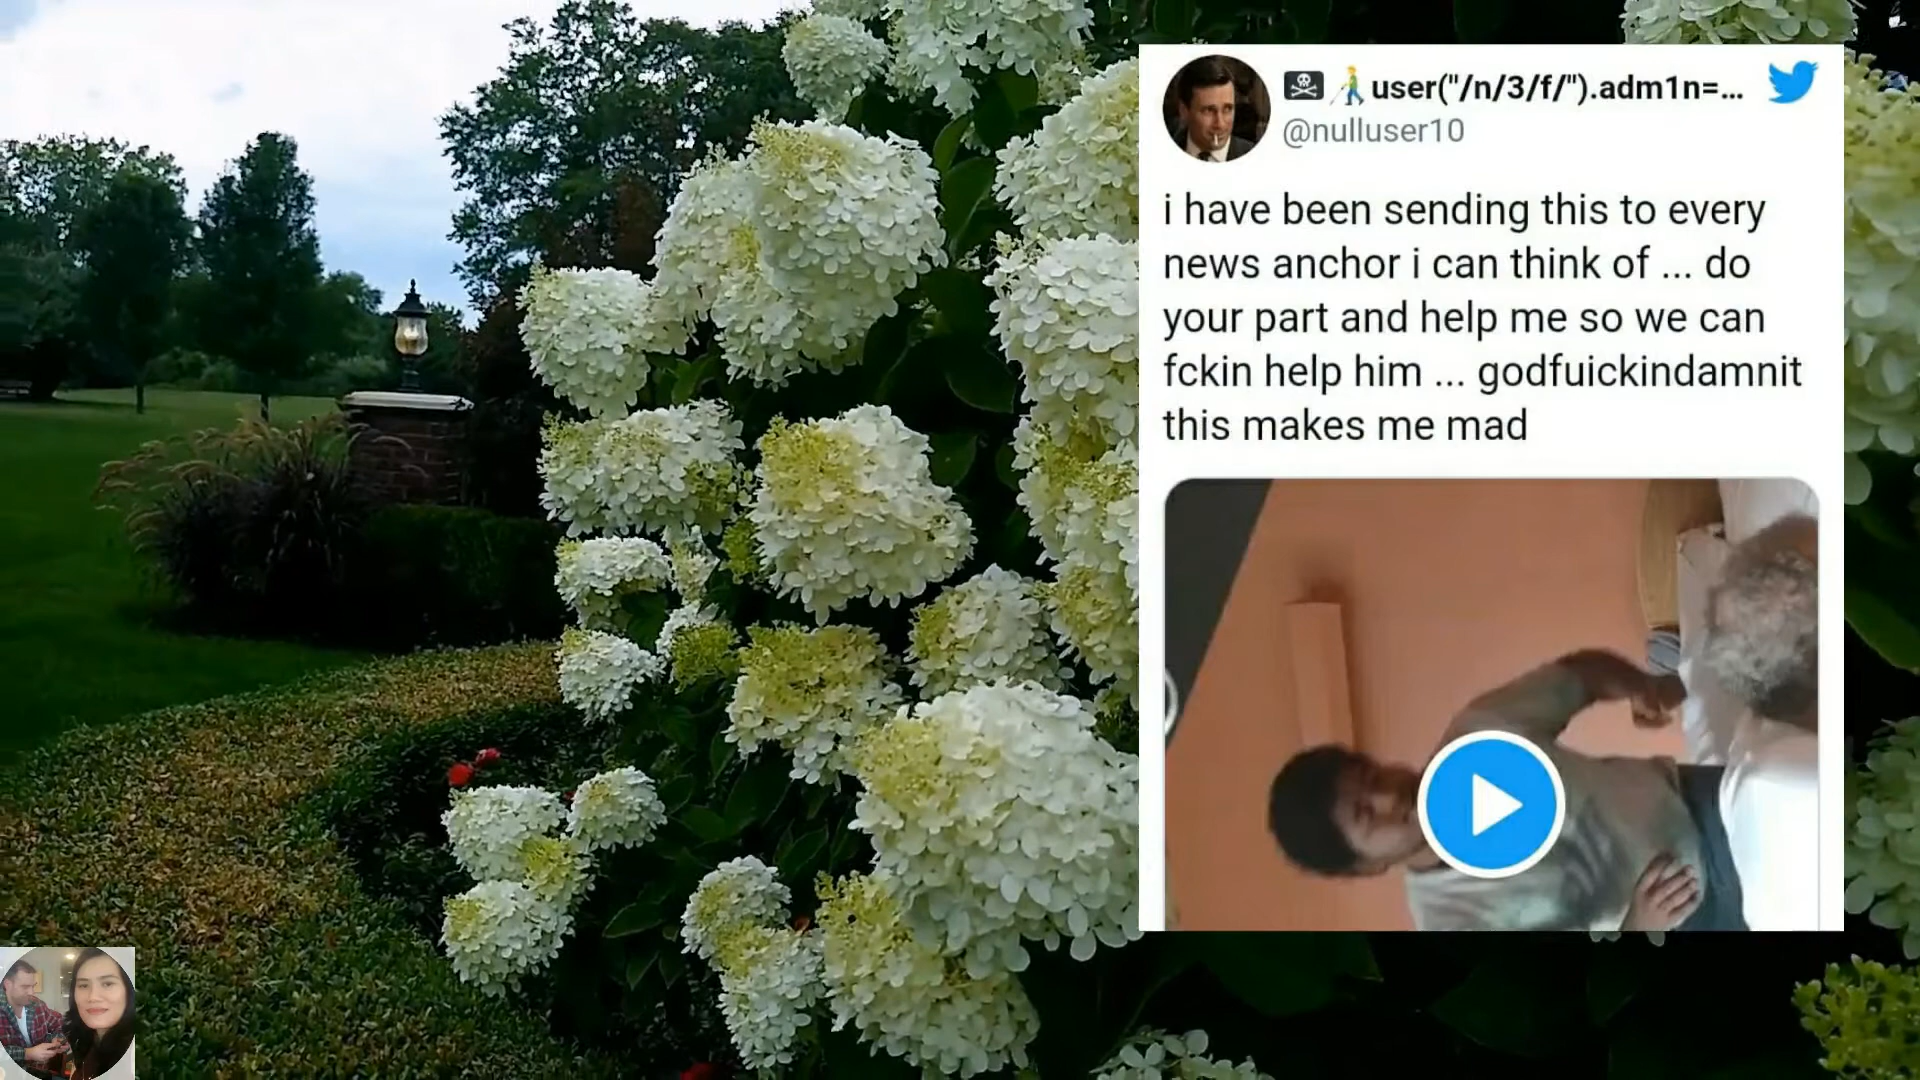 user("/n/3/f/").adm1n=...
@nulluser10
i have been sending this to every
news anchor i can think of ... do
your part and help me so we can
fckin help him ... godfuickindamnit
this makes me mad